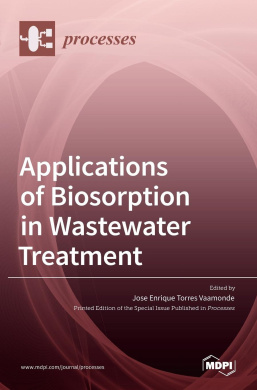 processes
Applications
of Biosorption
in Wastewater
Treatment
Edited by
Jose Enrique Torres Vaamonde
Printed Edition of the Special Issue Published in Processes
www.mdpi.com/journal/processes
MDPI